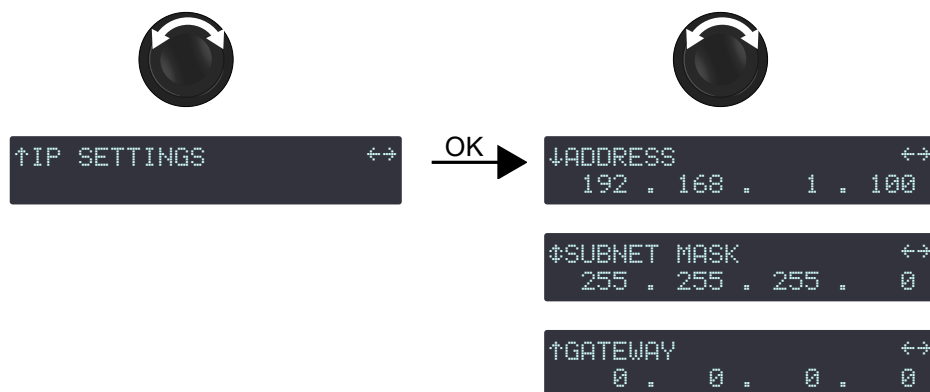 ↑IP SETTINGS ↔
OK
↓ADDRESS ↔
192 . 168 . 1 . 100
↕SUBNET MASK ↔
255 . 255 . 255 . 0
↑GATEWAY ↔
0 . 0 . 0 . 0